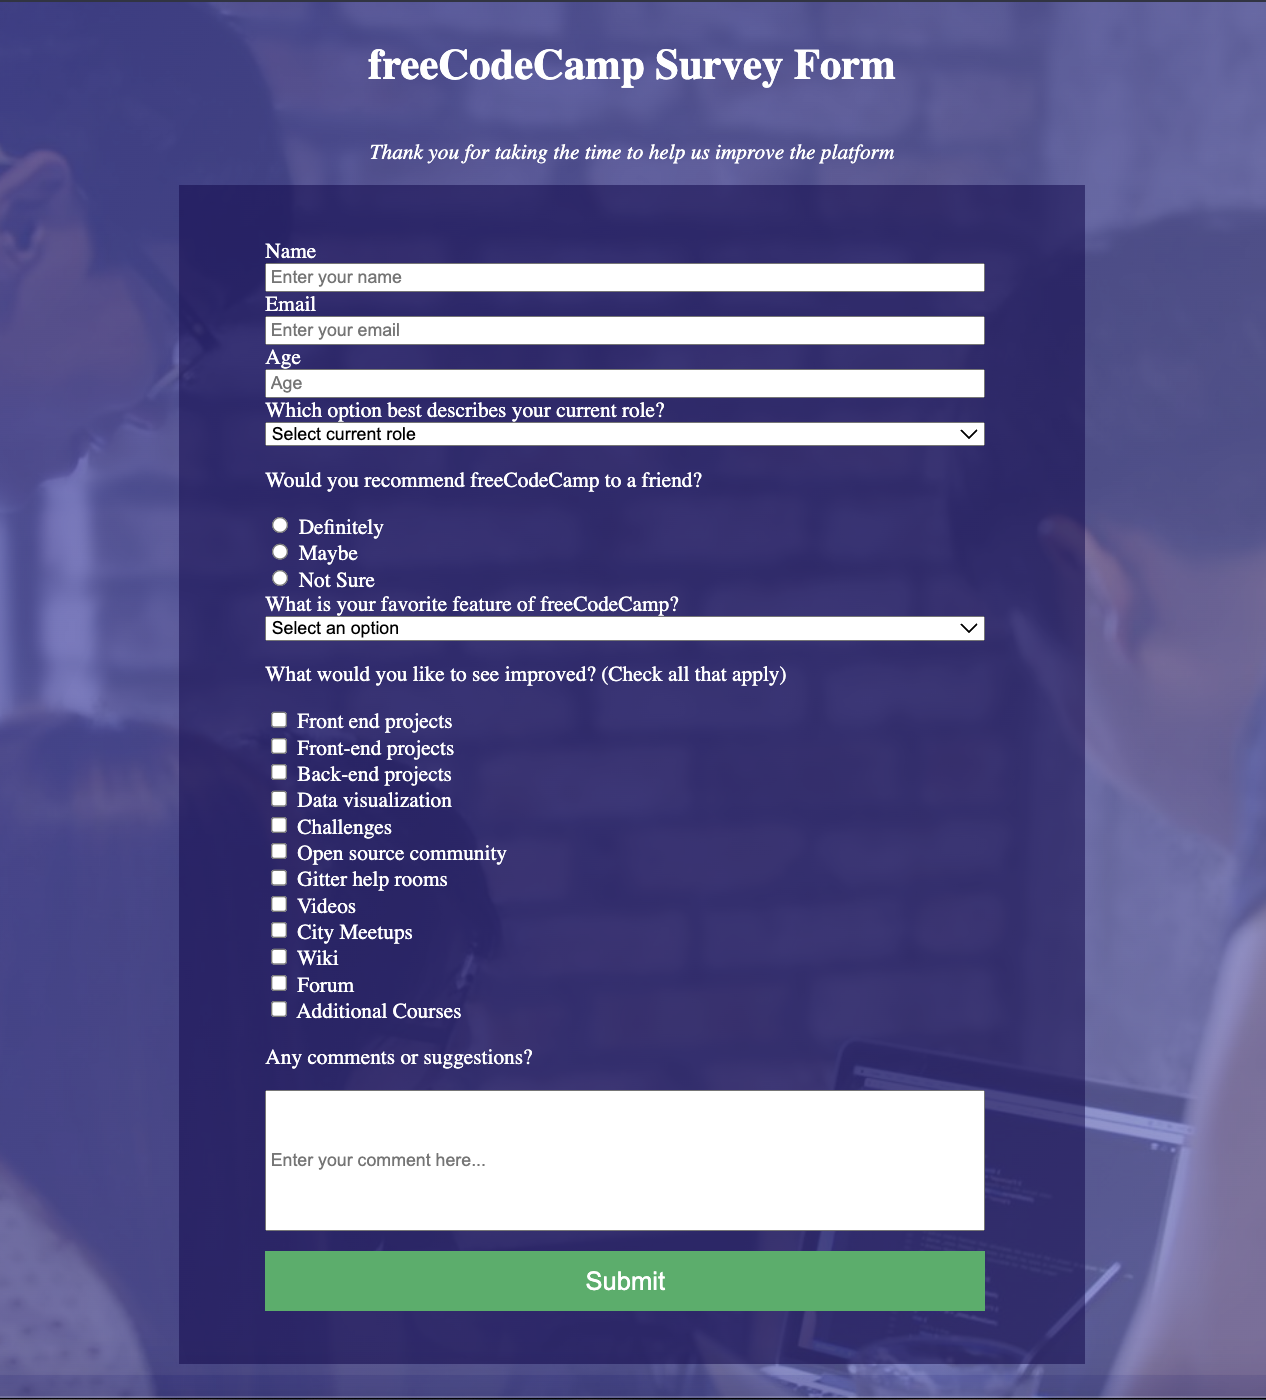 freeCodeCamp Survey Form
Thank you for taking the time to help us improve the platform
Name
Enter your name
Email
Enter your email
Age
Age
Which option best describes your current role?
Select current role
Would you recommend freeCodeCamp to a friend?
Definitely
Maybe
Not Sure
What is your favorite feature of freeCodeCamp?
Select an option
What would you like to see improved? (Check all that apply)
Front end projects
Front-end projects
Back-end projects
Data visualization
Challenges
Open source community
Gitter help rooms
Videos
City Meetups
Wiki
Forum
Additional Courses
Any comments or suggestions?
Enter your comment here...
Submit